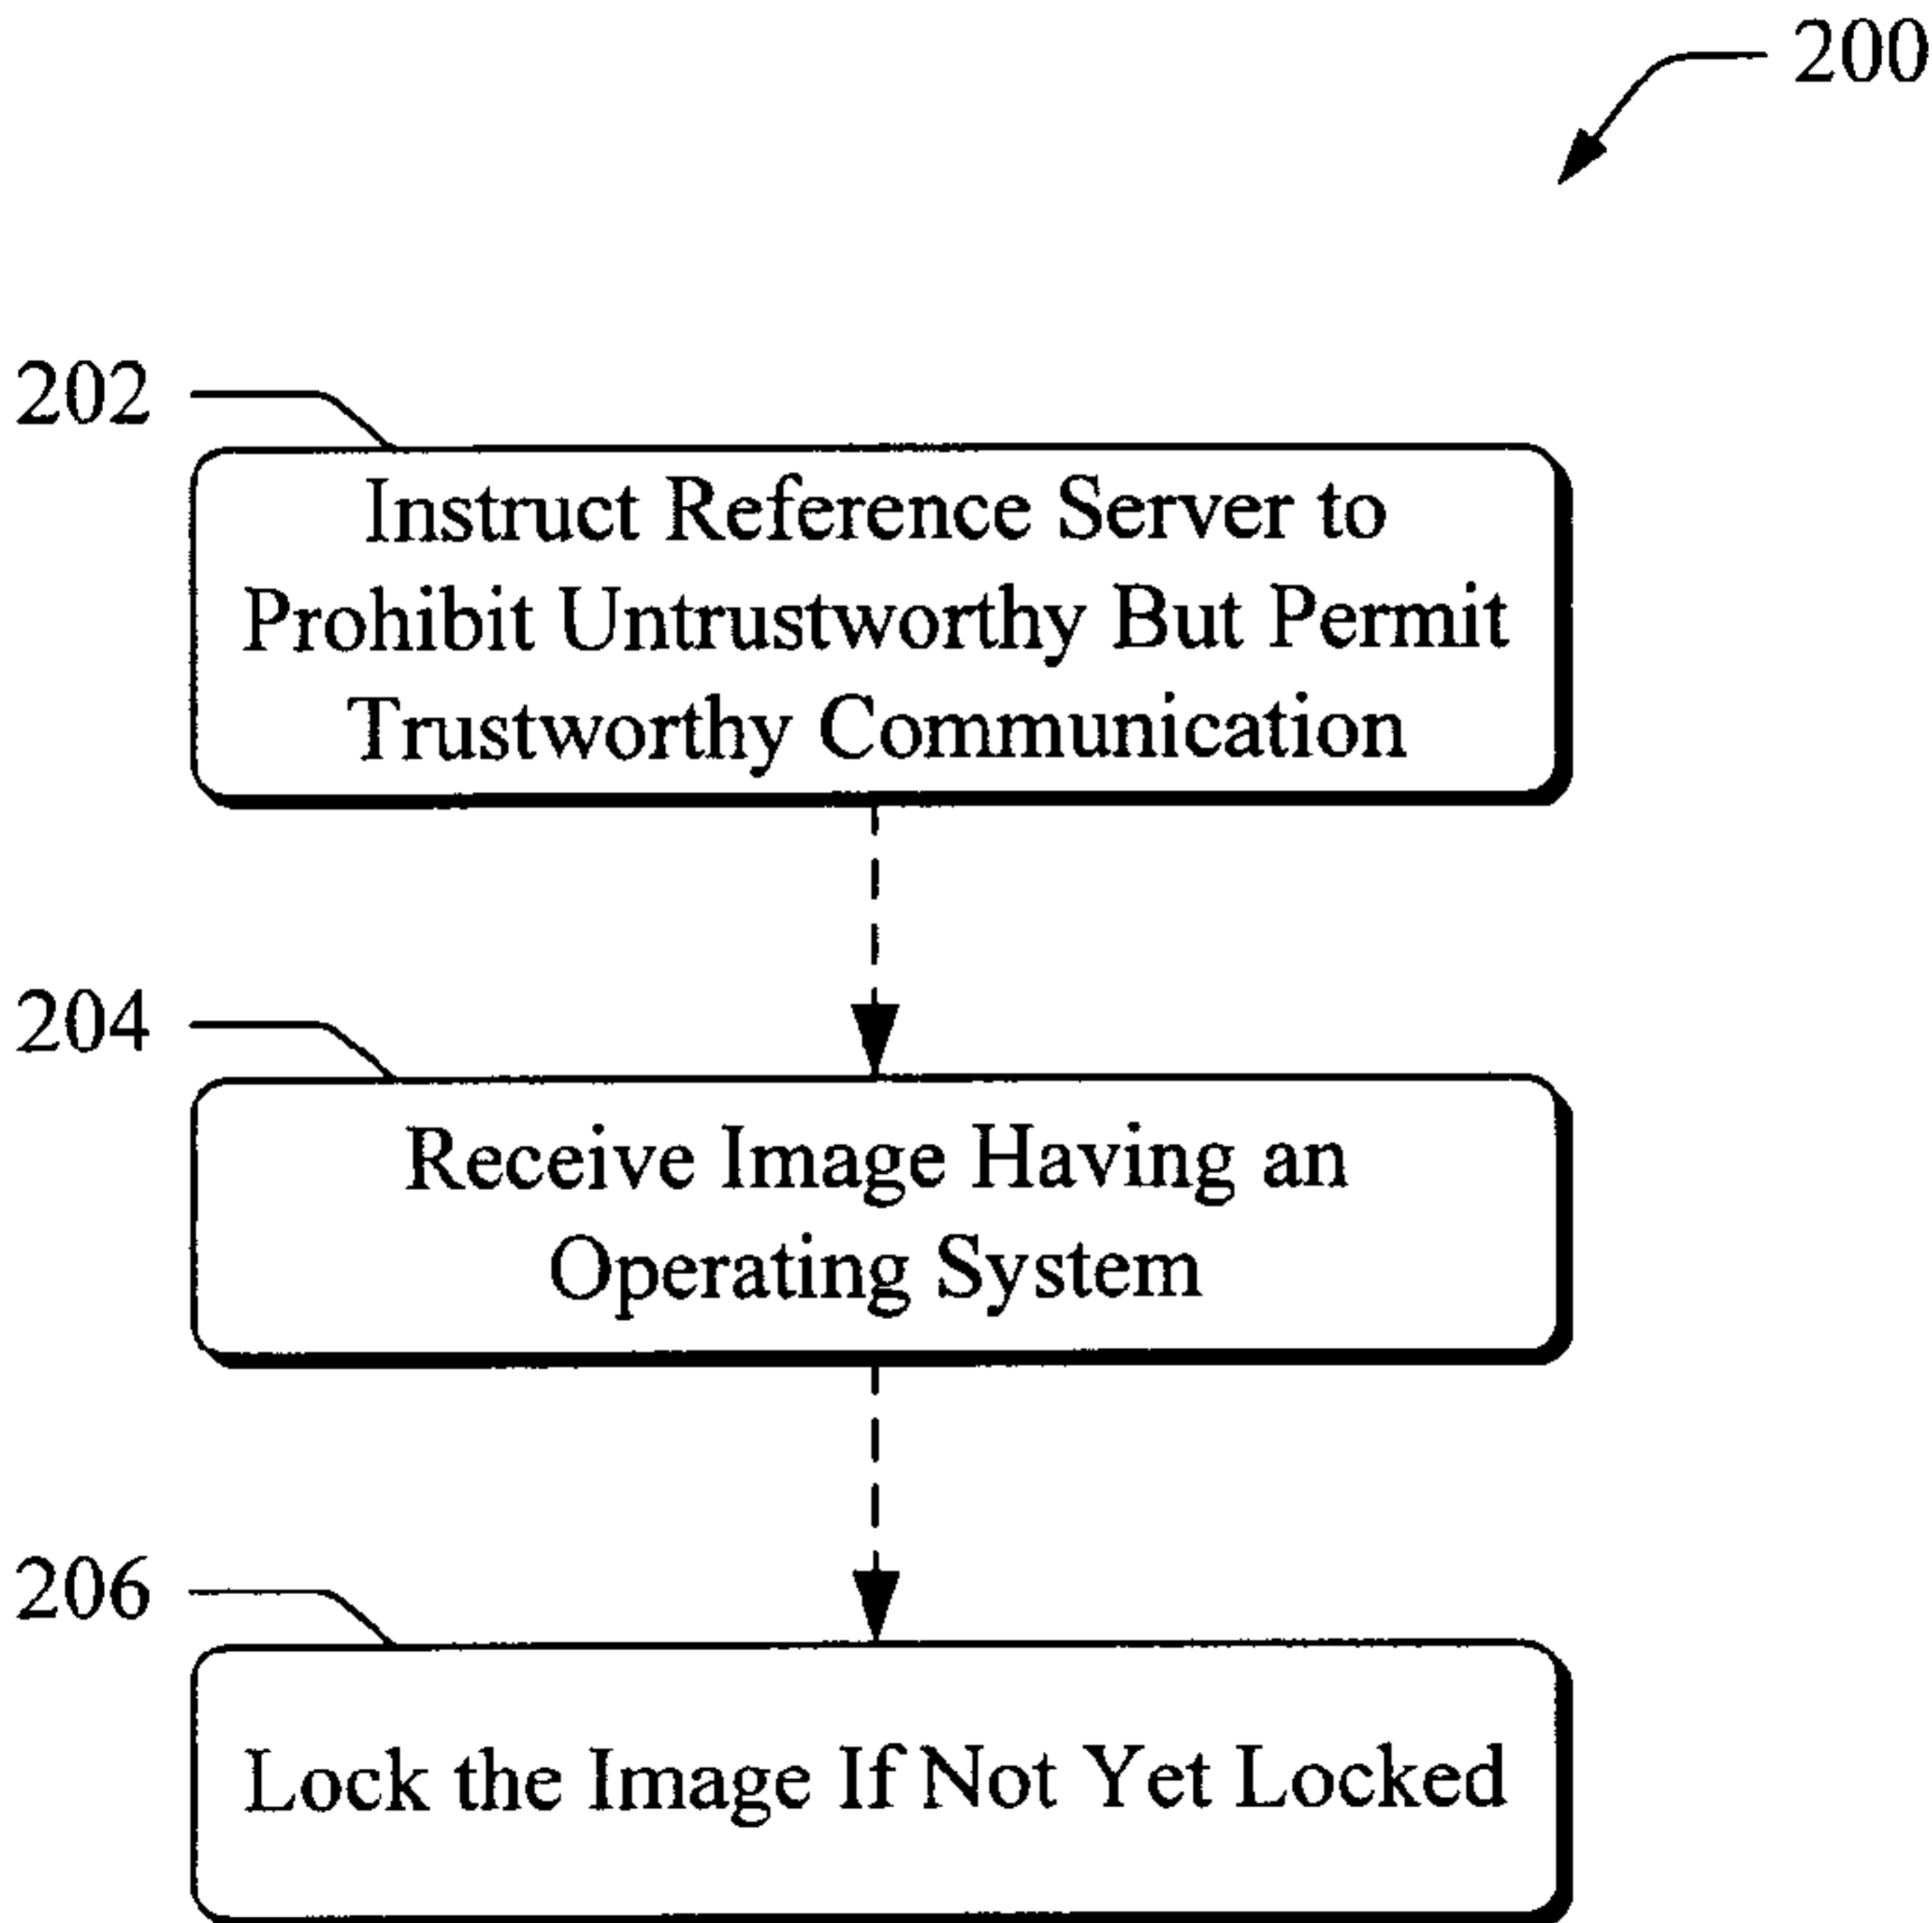 200
202
Instruct Reference Server to
Prohibit Untrustworthy But Permit
Trustworthy Communication
204
Receive Image Having an
Operating System
206
Lock the Image If Not Yet Locked